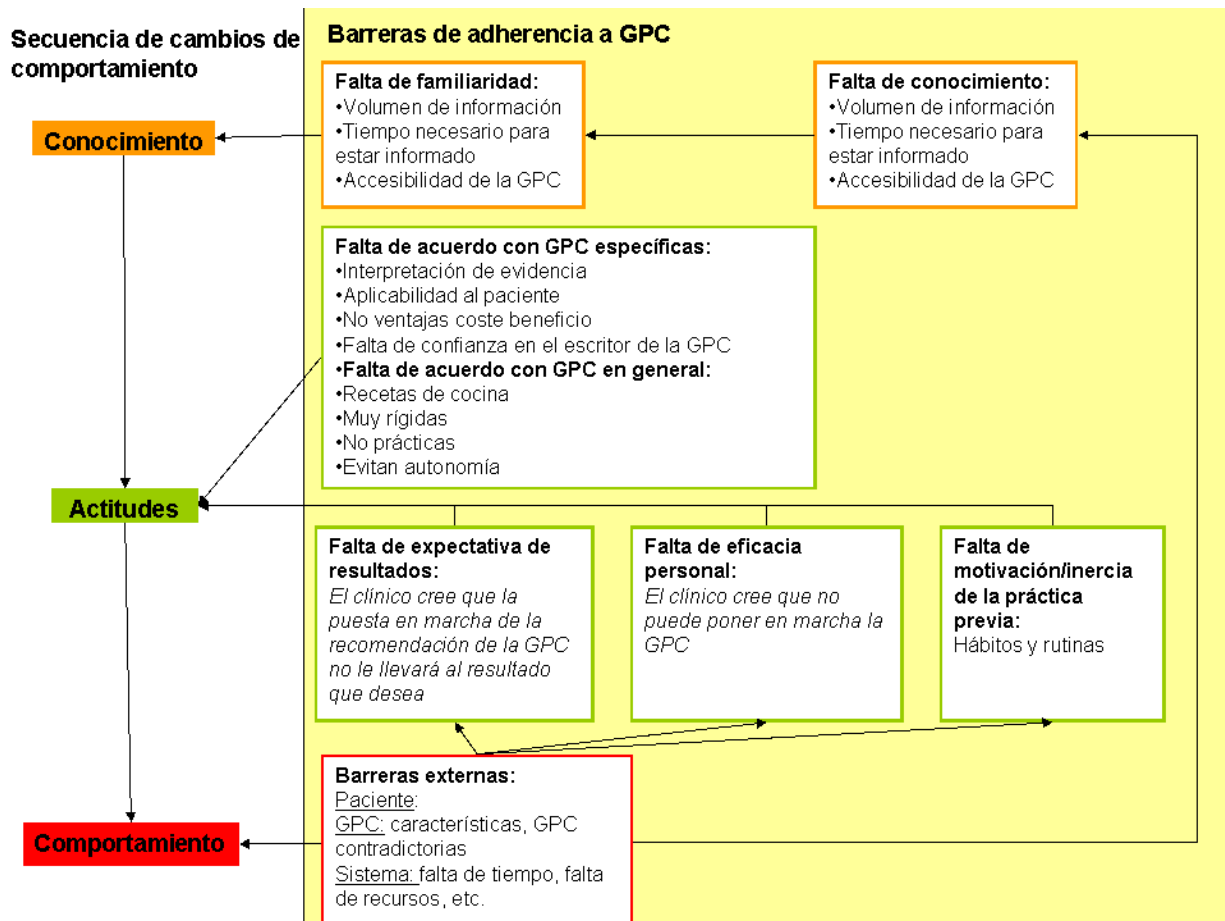 Secuencia de cambios de
comportamiento
Barreras de adherencia a GPC
Conocimiento
Falta de familiaridad:
•Volumen de información
•Tiempo necesario para
estar informado
•Accesibilidad de la GPC
Falta de conocimiento:
•Volumen de información
•Tiempo necesario para
estar informado
•Accesibilidad de la GPC
Falta de acuerdo con GPC específicas:
•Interpretación de evidencia
•Aplicabilidad al paciente
•No ventajas coste beneficio
•Falta de confianza en el escritor de la GPC
•Falta de acuerdo con GPC en general:
•Recetas de cocina
•Muy rígidas
•No prácticas
•Evitan autonomía
Actitudes
Falta de expectativa de
resultados:
El clínico cree que la
puesta en marcha de la
recomendación de la GPC
no le llevará al resultado
que desea
Falta de eficacia
personal:
El clínico cree que no
puede poner en marcha la
GPC
Falta de
motivación/inercia
de la práctica
previa:
Hábitos y rutinas
Comportamiento
Barreras externas:
Paciente:
GPC: características, GPC
contradictorias
Sistema: falta de tiempo, falta
de recursos, etc.